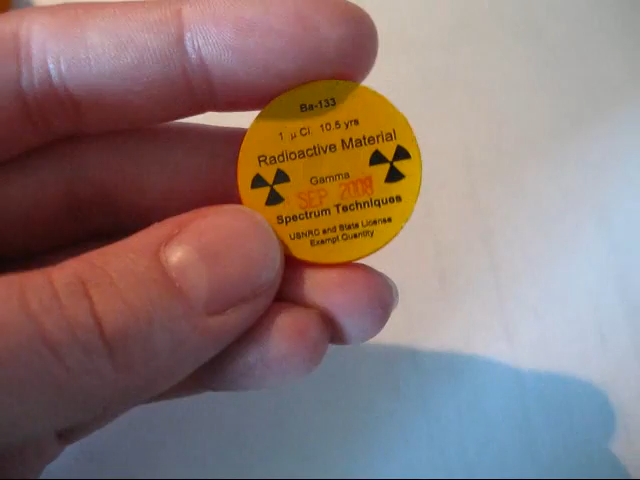 Ba-133
1 μCi 10.5 yrs
Radioactive Material
Gamma
SEP 2008
Spectrum Techniques
USNRC and State License
Exempt Quantity